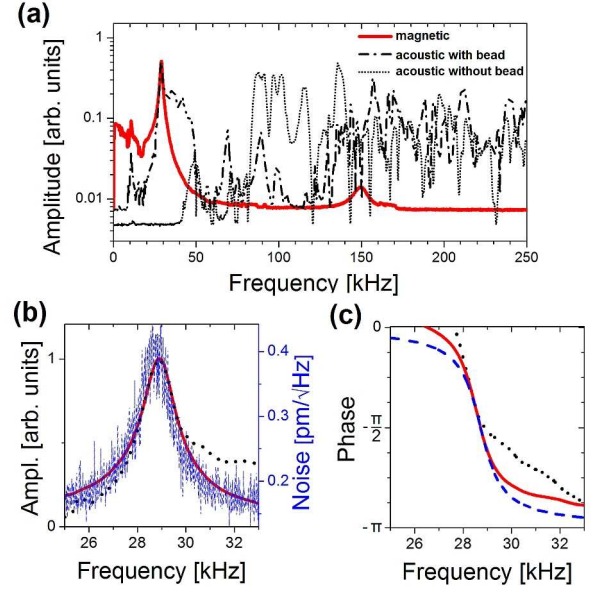 (a)
magnetic
acoustic with bead
acoustic without bead
Amplitude [arb. units]
1
0.1
0.01
0 50 100 150 200 250
Frequency [kHz]
(b)
Ampl. [arb. units]
1
0
26 28 30 32
Frequency [kHz]
0.4
0.3
0.2
Noise [pm/√Hz]
(c)
Phase
0
-π/2
-π
26 28 30 32
Frequency [kHz]